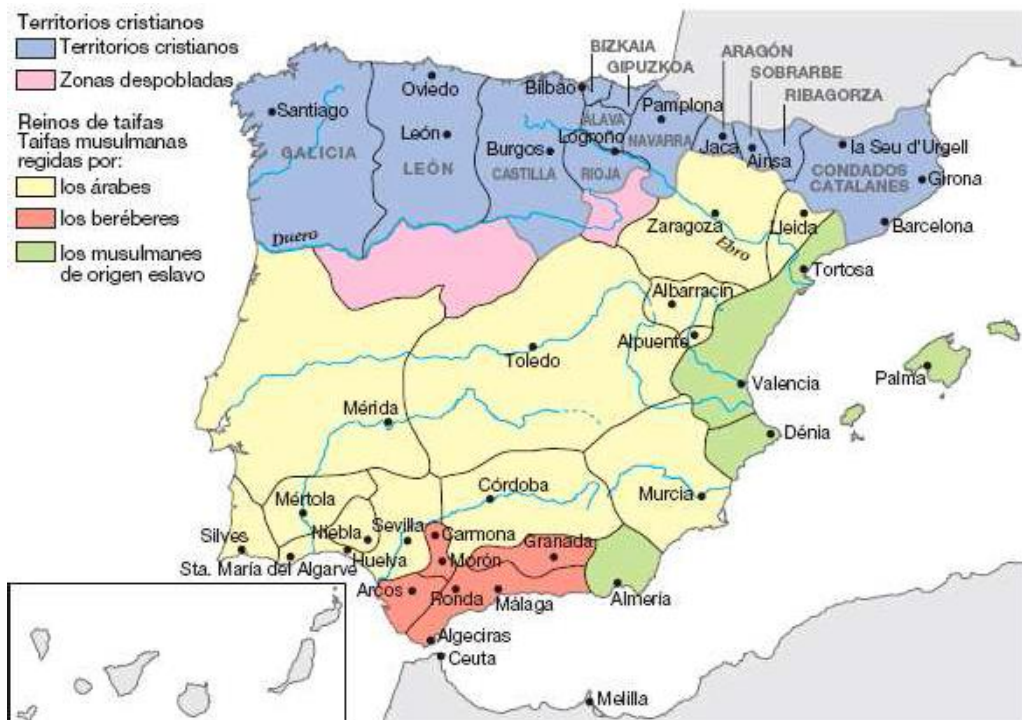 Territorios cristianos
Territorios cristianos
Zonas despobladas
Reinos de taifas
Taifas musulmanas
regidas por:
los árabes
los beréberes
los musulmanes
de origen eslavo
BIZKAIA
GIPUZKOA
ARAGÓN
SOBRARBE
RIBAGORZA
Santiago
GALICIA
Oviedo
León
LEÓN
Bilbao
ÁLAVA
Pamplona
NAVARRA
Burgos
CASTILLA
Logroño
RIOJA
Jaca
Ainsa
la Seu d'Urgell
CONDADOS
CATALANES
Girona
Barcelona
Duero
Zaragoza
Ebro
Lleida
Tortosa
Albarracín
Alpuente
Toledo
Valencia
Palma
Mérida
Dénia
Córdoba
Murcia
Mértola
Niebla
Sevilla
Carmona
Silves
Sta. María del Algarve
Huelva
Morón
Granada
Arcos
Ronda
Málaga
Almería
Algeciras
Ceuta
Melilla